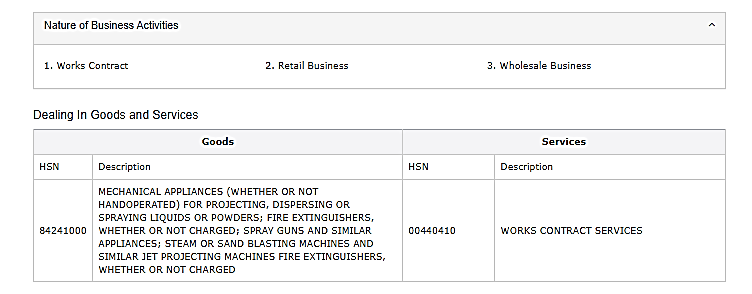 Nature of Business Activities
1. Works Contract
2. Retail Business
3. Wholesale Business
Dealing In Goods and Services
Goods
Services
HSN
Description
HSN
Description
84241000
MECHANICAL APPLIANCES (WHETHER OR NOT
HANDOPERATED) FOR PROJECTING, DISPERSING OR
SPRAYING LIQUIDS OR POWDERS; FIRE EXTINGUISHERS,
WHETHER OR NOT CHARGED; SPRAY GUNS AND SIMILAR
APPLIANCES; STEAM OR SAND BLASTING MACHINES AND
SIMILAR JET PROJECTING MACHINES FIRE EXTINGUISHERS,
WHETHER OR NOT CHARGED
00440410
WORKS CONTRACT SERVICES